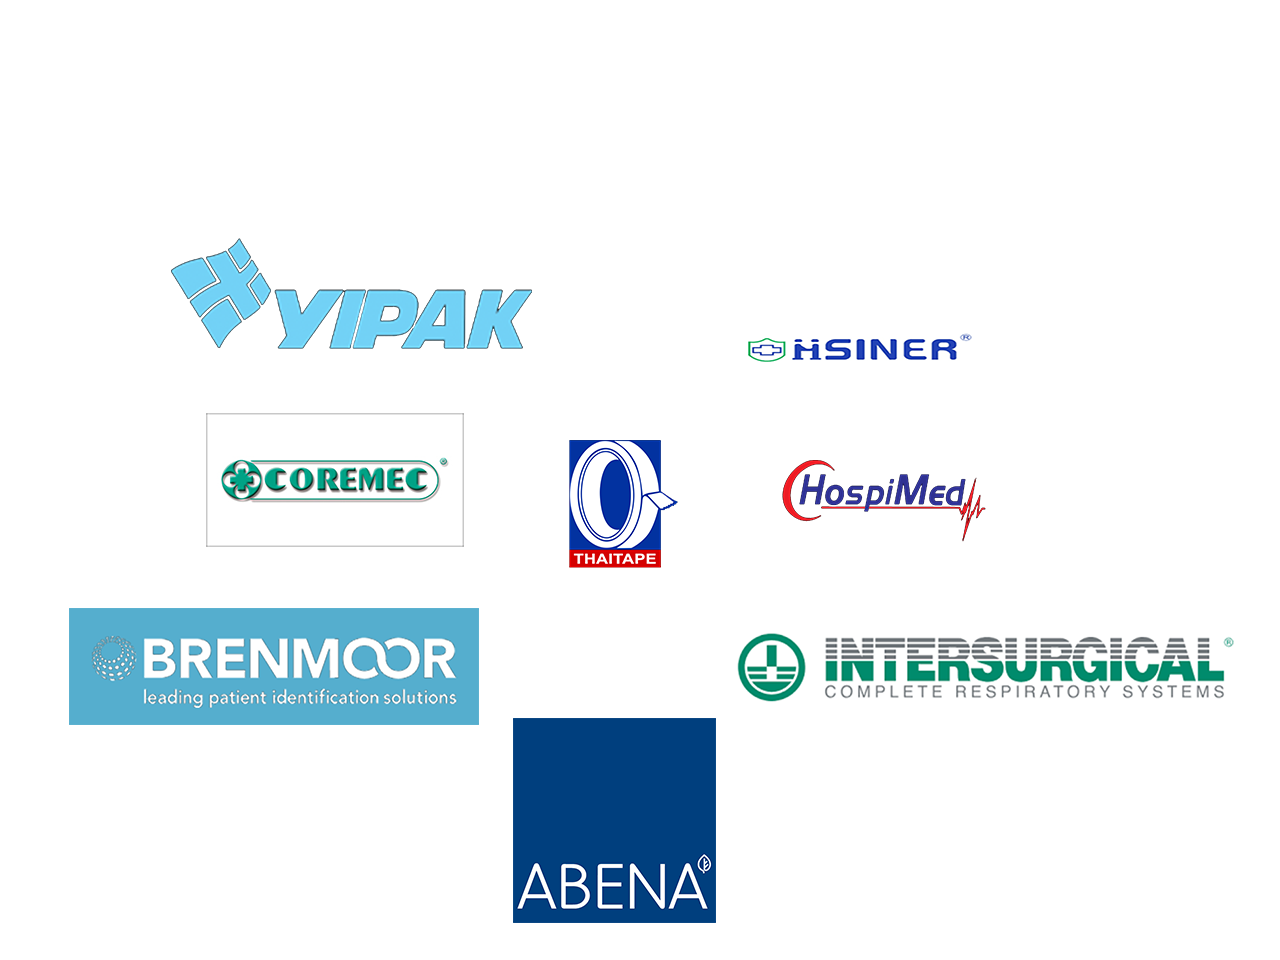 YIPAK
HSINER®
COREMEC®
THAITAPE
HospiMed
BRENMOOR
leading patient identification solutions
INTERSURGICAL®
COMPLETE RESPIRATORY SYSTEMS
ABENA